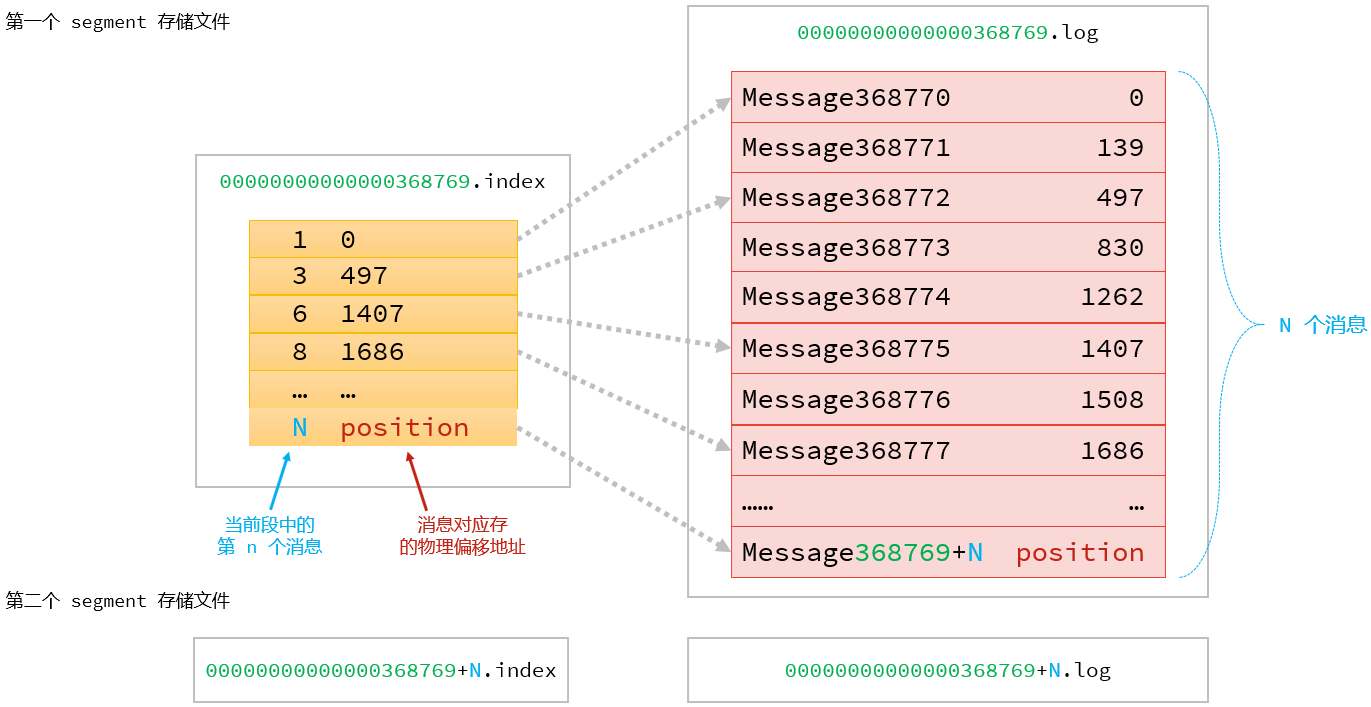 第一个 segment 存储文件
00000000000000368769.index
1 0
3 497
6 1407
8 1686
… …
N position
当前段中的
第 n 个消息
消息对应存
的物理偏移地址
00000000000000368769.log
Message368770 0
Message368771 139
Message368772 497
Message368773 830
Message368774 1262
Message368775 1407
Message368776 1508
Message368777 1686
…… …
Message368769+N position
N 个消息
第二个 segment 存储文件
00000000000000368769+N.index
00000000000000368769+N.log